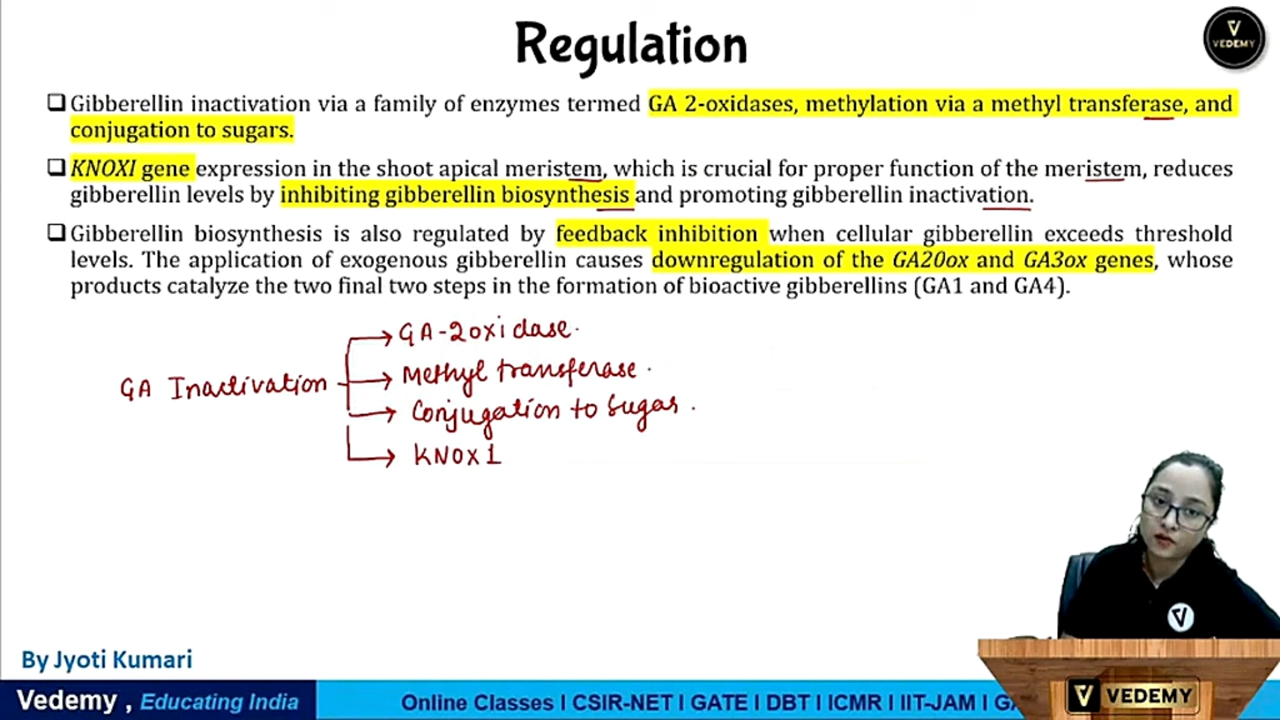 Regulation
VEDEMY
❑ Gibberellin inactivation via a family of enzymes termed GA 2-oxidases, methylation via a methyl transferase, and
conjugation to sugars.
❑ KNOXI gene expression in the shoot apical meristem, which is crucial for proper function of the meristem, reduces
gibberellin levels by inhibiting gibberellin biosynthesis and promoting gibberellin inactivation.
❑ Gibberellin biosynthesis is also regulated by feedback inhibition when cellular gibberellin exceeds threshold
levels. The application of exogenous gibberellin causes downregulation of the GA20ox and GA3ox genes, whose
products catalyze the two final two steps in the formation of bioactive gibberellins (GA1 and GA4).
GA Inactivation
GA-2oxidase.
Methyl transferase.
Conjugation to Sugar.
KNOX1
By Jyoti Kumari
Vedemy , Educating India
Online Classes I CSIR-NET I GATE I DBT I ICMR I IIT-JAM I GA
VEDEMY